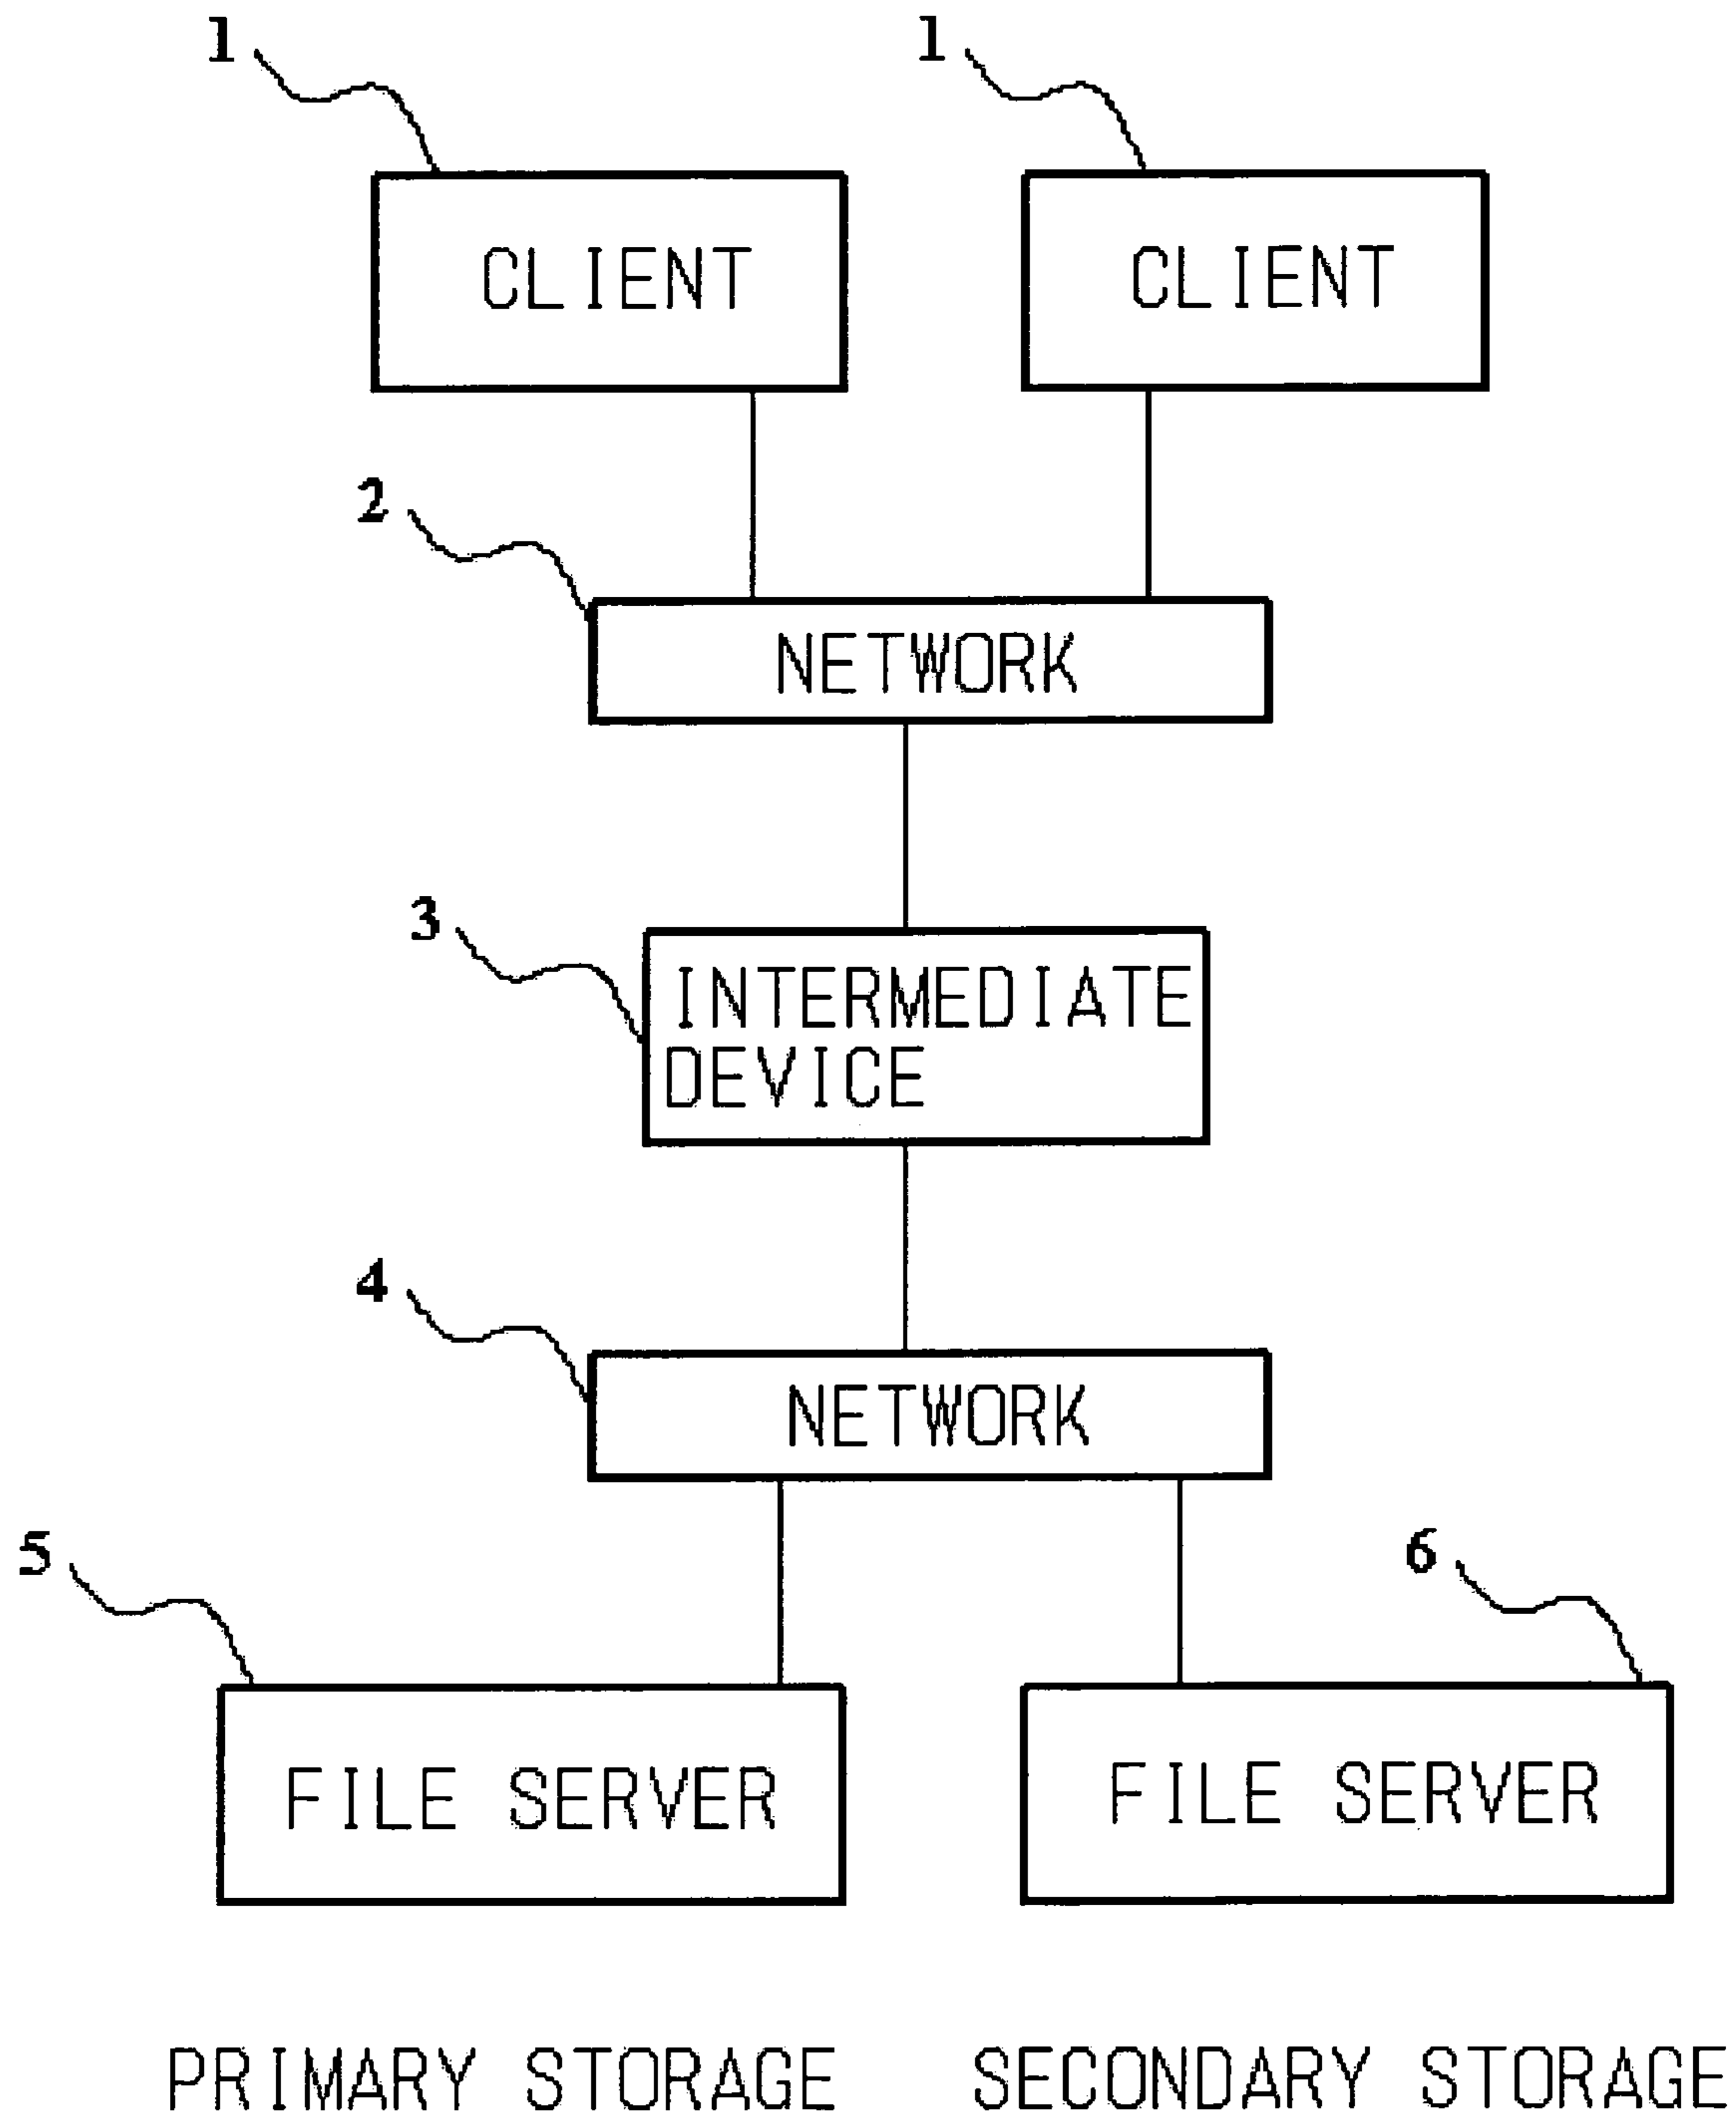 1 1
CLIENT CLIENT
2
NETWORK
3
INTERMEDIATE
DEVICE
4
NETWORK
5 6
FILE SERVER FILE SERVER
PRIMARY STORAGE SECONDARY STORAGE